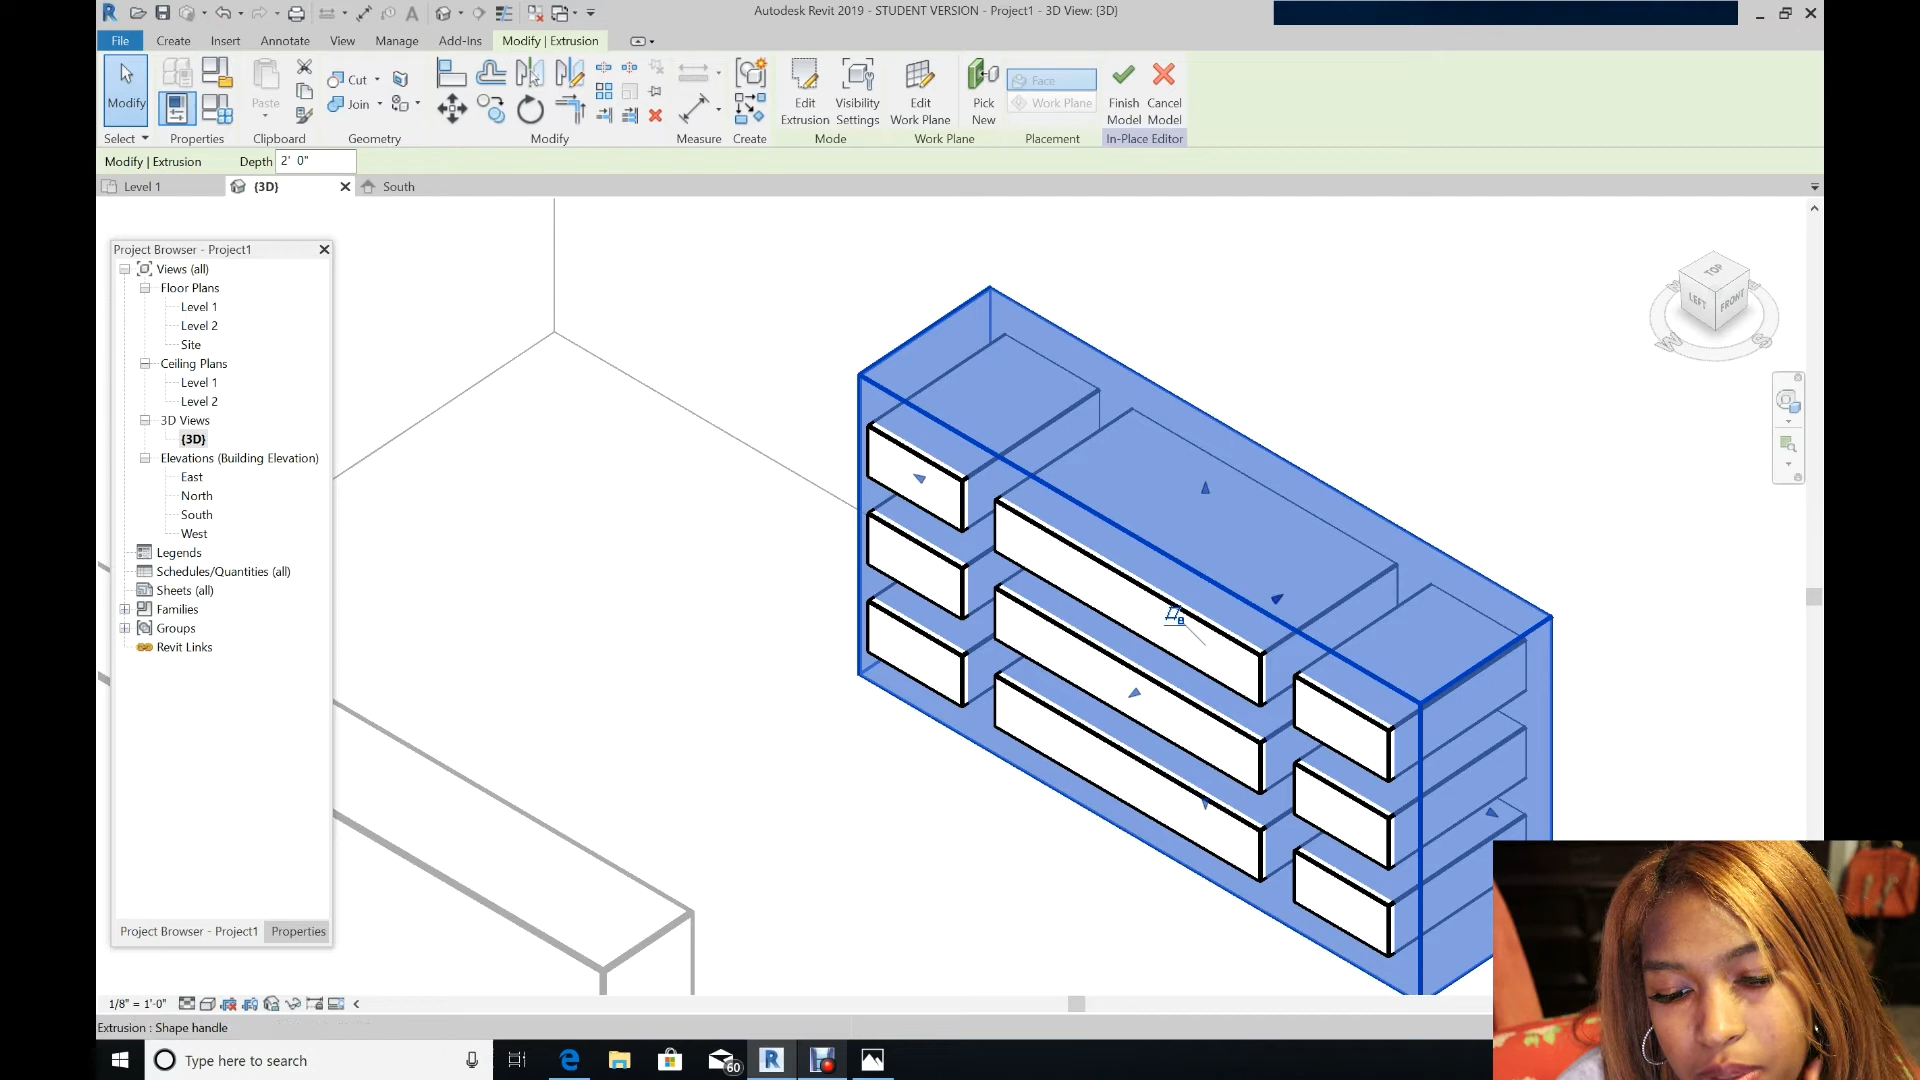 Autodesk Revit 2019 - STUDENT VERSION - Project1 - 3D View: {3D}
File Create Insert Annotate View Manage Add-Ins Modify | Extrusion
Modify Paste Cut Join Edit Extrusion Visibility Settings Edit Work Plane Pick New Face Work Plane Finish Model Cancel Model
Select Properties Clipboard Geometry Modify Measure Create Mode Work Plane Placement In-Place Editor
Modify | Extrusion Depth 2' 0"
Level 1 {3D} South
Project Browser - Project1
Views (all)
Floor Plans
Level 1
Level 2
Site
Ceiling Plans
Level 1
Level 2
3D Views
{3D}
Elevations (Building Elevation)
East
North
South
West
Legends
Schedules/Quantities (all)
Sheets (all)
Families
Groups
Revit Links
Project Browser - Project1 Properties
TOP
LEFT FRONT
W S
1/8" = 1'-0"
Extrusion : Shape handle
Type here to search
60